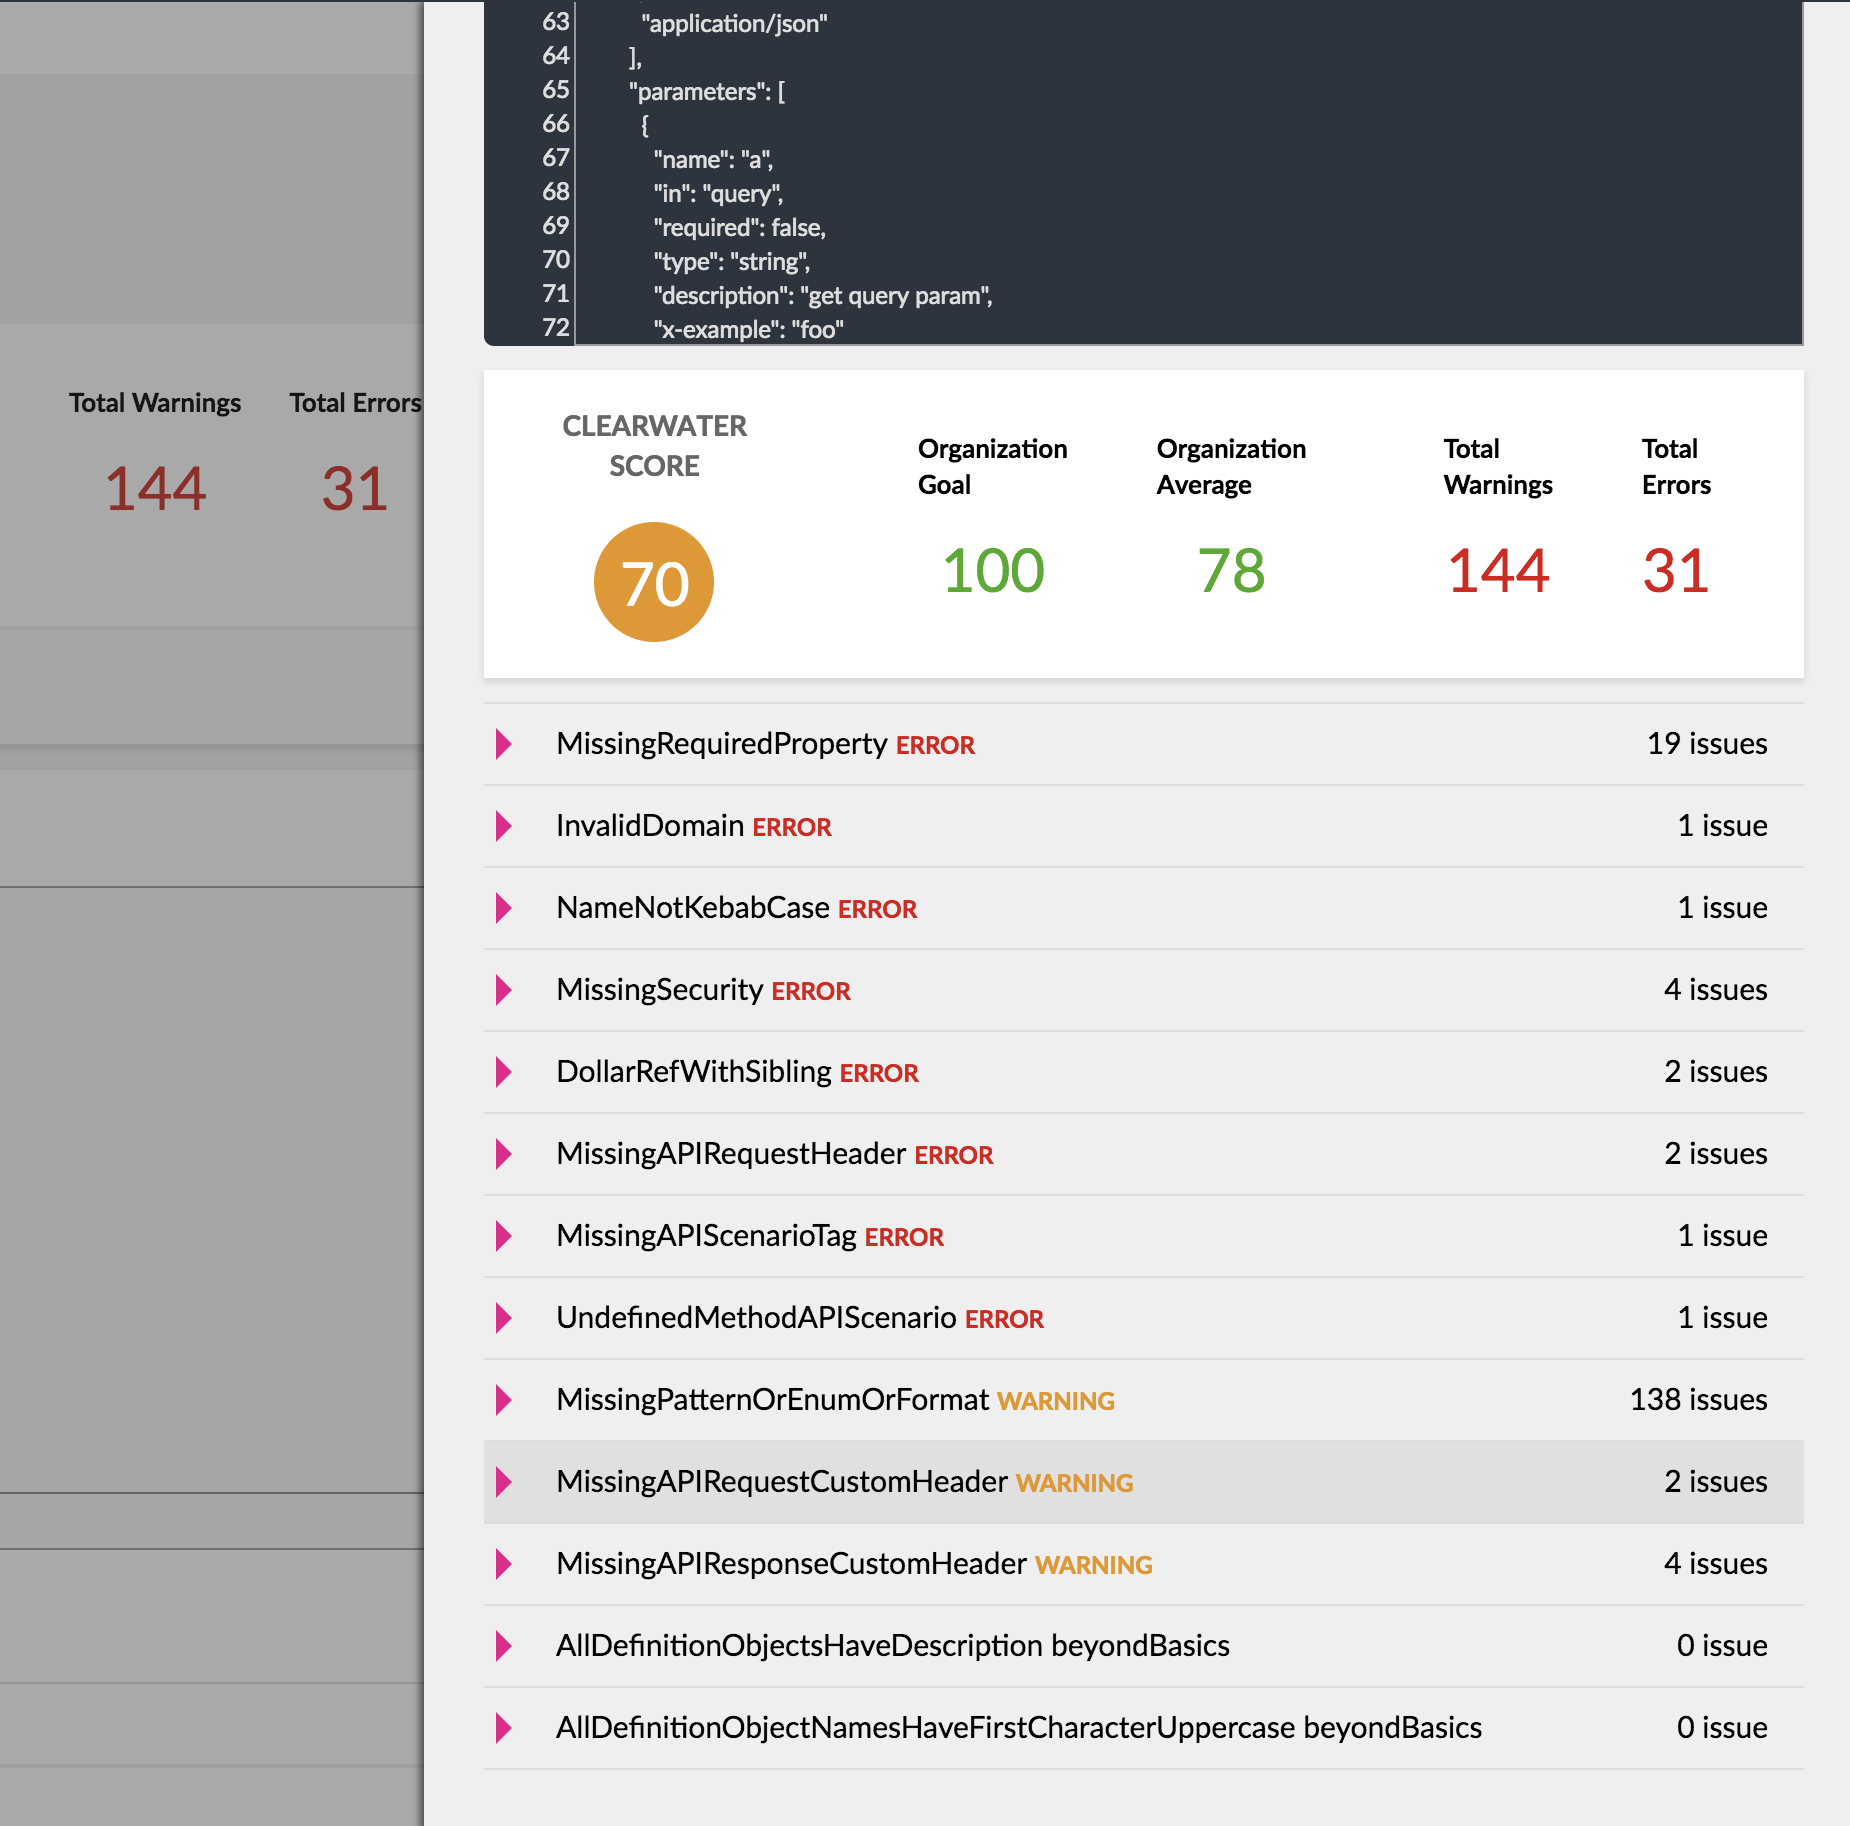 63 "application/json"
64 ],
65 "parameters": [
66 {
67 "name": "a",
68 "in": "query",
69 "required": false,
70 "type": "string",
71 "description": "get query param",
72 "x-example": "foo"
Total Warnings Total Errors
144 31
CLEARWATER
SCORE
70
Organization
Goal
100
Organization
Average
78
Total
Warnings
144
Total
Errors
31
MissingRequiredProperty ERROR 19 issues
InvalidDomain ERROR 1 issue
NameNotKebabCase ERROR 1 issue
MissingSecurity ERROR 4 issues
DollarRefWithSibling ERROR 2 issues
MissingAPIRequestHeader ERROR 2 issues
MissingAPIScenarioTag ERROR 1 issue
UndefinedMethodAPIScenario ERROR 1 issue
MissingPatternOrEnumOrFormat WARNING 138 issues
MissingAPIRequestCustomHeader WARNING 2 issues
MissingAPIResponseCustomHeader WARNING 4 issues
AllDefinitionObjectsHaveDescription beyondBasics 0 issue
AllDefinitionObjectNamesHaveFirstCharacterUppercase beyondBasics 0 issue